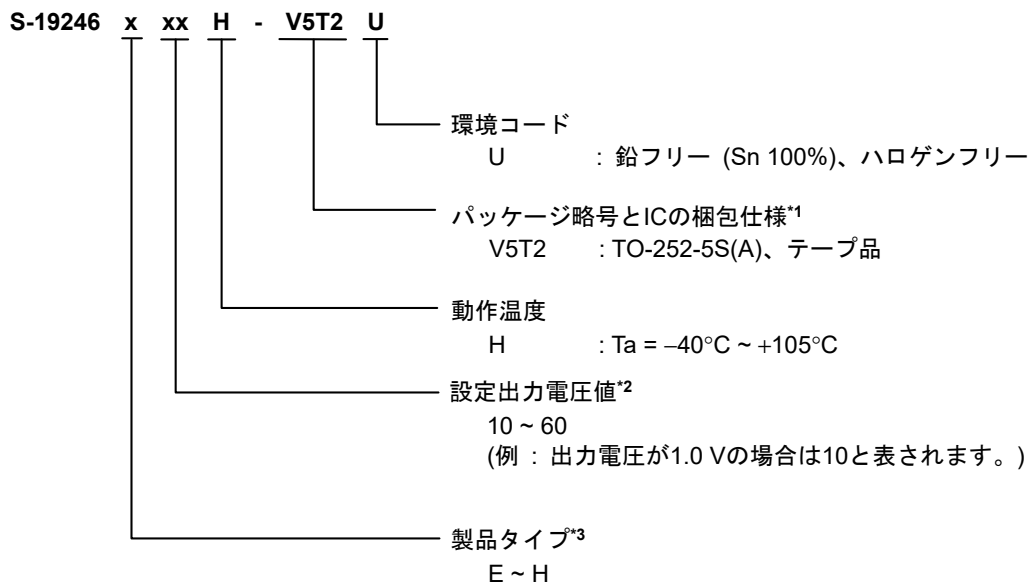 S-19246 x xx H - V5T2 U
環境コード
U : 鉛フリー (Sn 100%)、ハロゲンフリー
パッケージ略号とICの梱包仕様*1
V5T2 : TO-252-5S(A)、テープ品
動作温度
H : Ta = −40°C ~ +105°C
設定出力電圧値*2
10 ~ 60
(例 : 出力電圧が1.0 Vの場合は10と表されます。)
製品タイプ*3
E ~ H